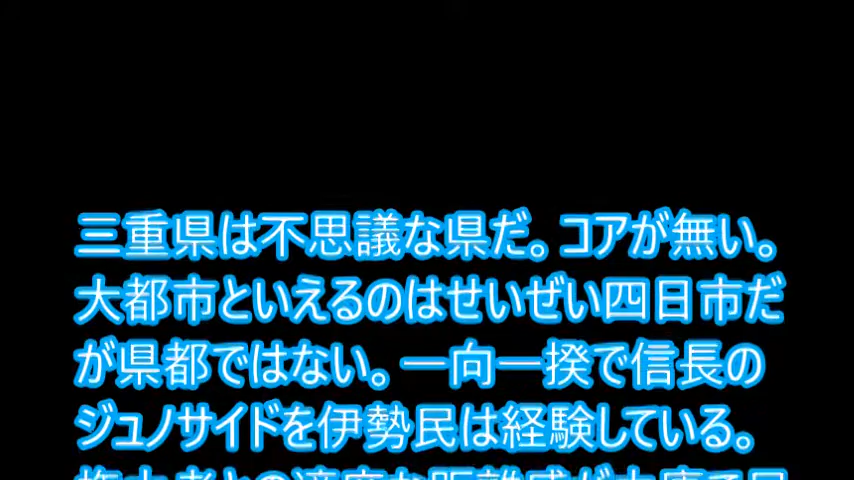 三重県は不思議な県だ。コアが無い。
大都市といえるのはせいぜい四日市だ
が県都ではない。一向一揆で信長の
ジュノサイドを伊勢民は経験している。